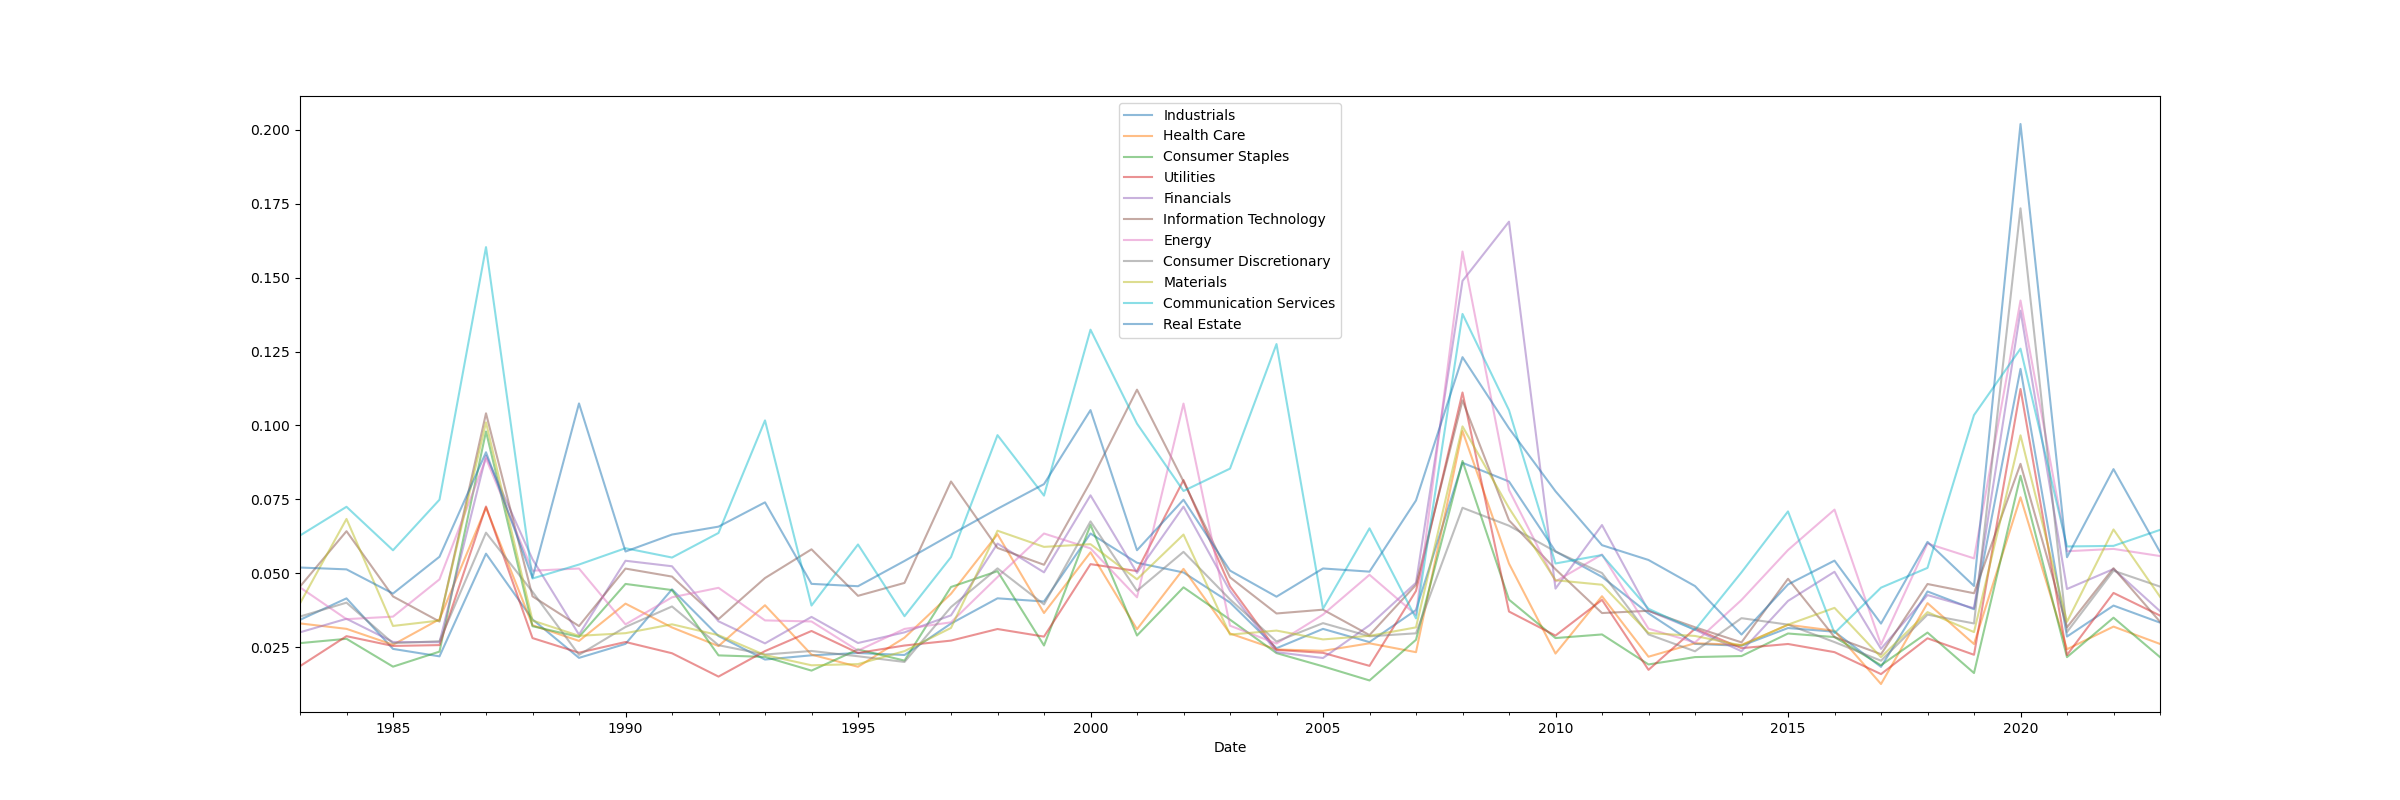 0.200
0.175
0.150
0.125
0.100
0.075
0.050
0.025
Industrials
Health Care
Consumer Staples
Utilities
Financials
Information Technology
Energy
Consumer Discretionary
Materials
Communication Services
Real Estate
1985 1990 1995 2000 2005 2010 2015 2020
Date